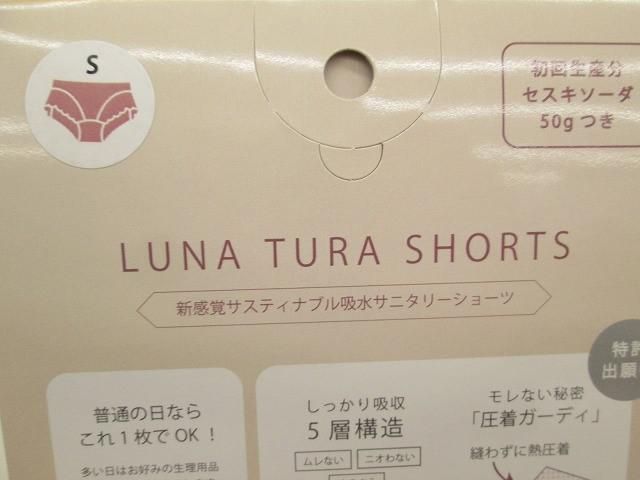 S
初回生産分
セスキソーダ
50gつき
LUNA TURA SHORTS
新感覚サスティナブル吸水サニタリーショーツ
特許
出願
普通の日なら
これ1枚でOK！
多い日はお好みの生理用品
しっかり吸収
5層構造
ムレない
ニオわない
モレない秘密
「圧着ガーディ」
縫わずに熱圧着